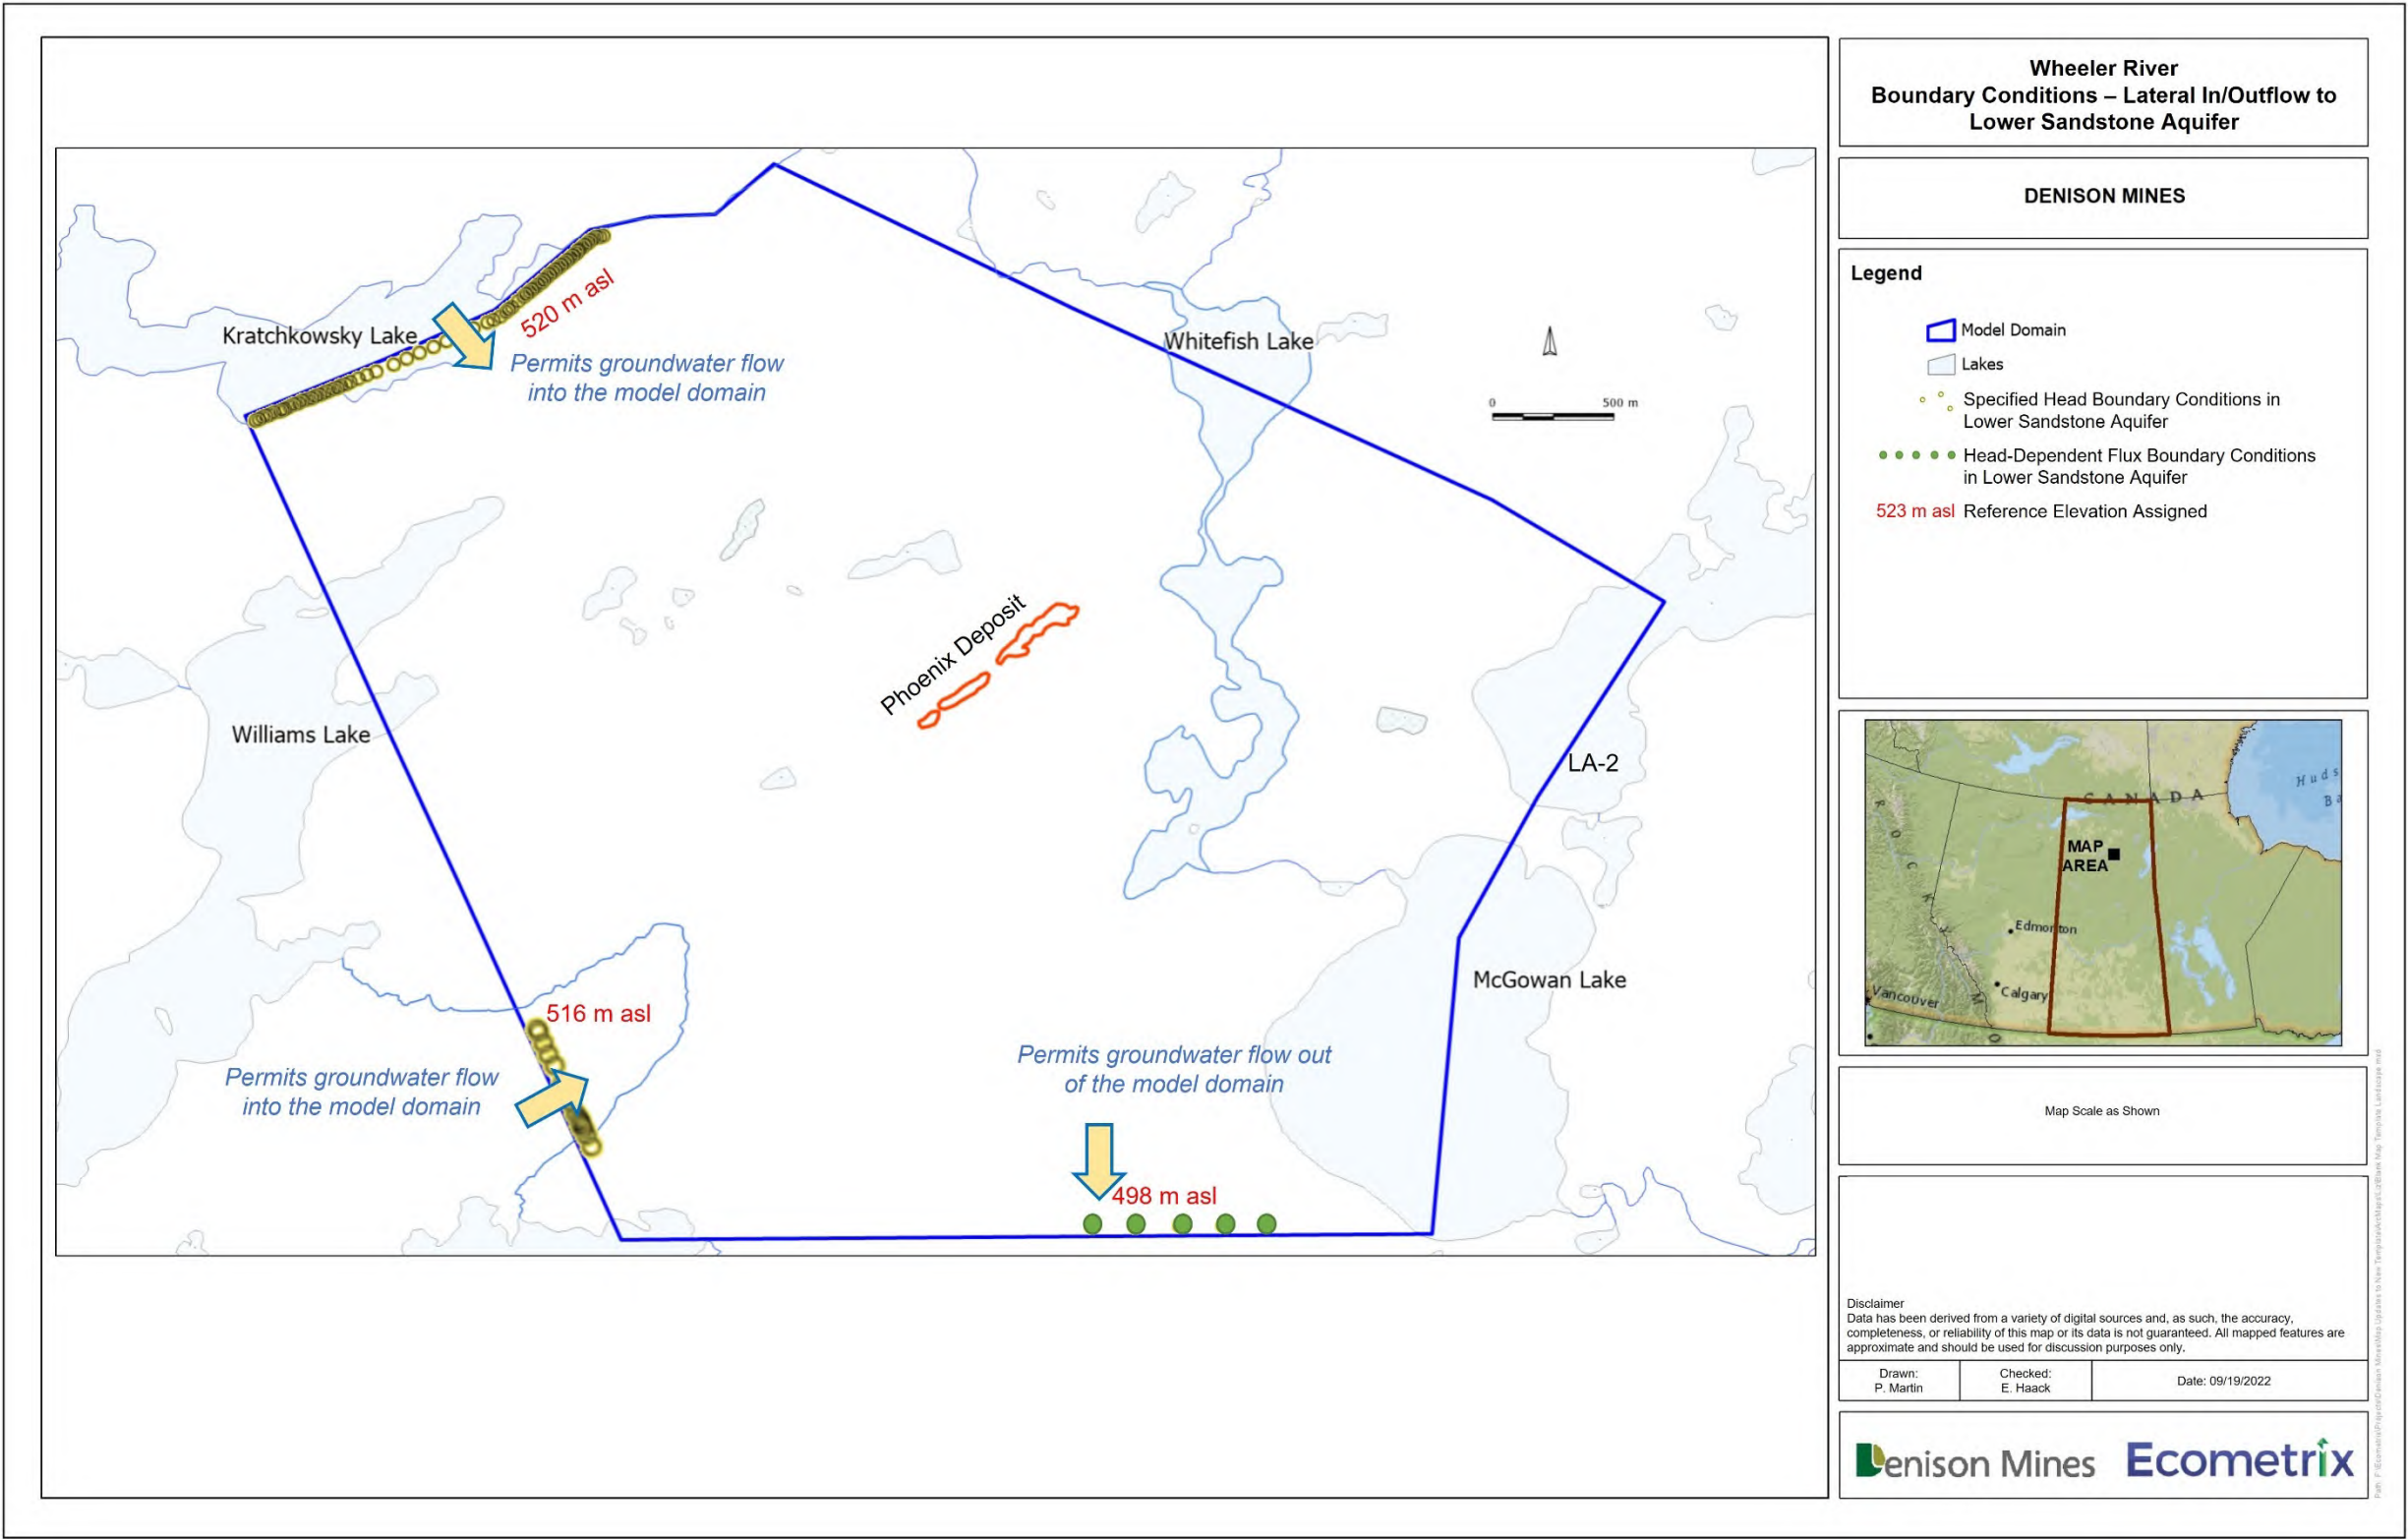 Wheeler River
Boundary Conditions – Lateral In/Outflow to
Lower Sandstone Aquifer
DENISON MINES
Legend
Model Domain
Lakes
Specified Head Boundary Conditions in
Lower Sandstone Aquifer
Head-Dependent Flux Boundary Conditions
in Lower Sandstone Aquifer
523 m asl Reference Elevation Assigned
Kratchkowsky Lake
520 m asl
Permits groundwater flow
into the model domain
Whitefish Lake
0 500 m
Phoenix Deposit
Williams Lake
LA-2
McGowan Lake
516 m asl
Permits groundwater flow
into the model domain
Permits groundwater flow out
of the model domain
498 m asl
CANADA
Huds
Ba
ROCKY M O
MAP
AREA
Edmonton
Calgary
Vancouver
Map Scale as Shown
Disclaimer
Data has been derived from a variety of digital sources and, as such, the accuracy,
completeness, or reliability of this map or its data is not guaranteed. All mapped features are
approximate and should be used for discussion purposes only.
Drawn:
P. Martin
Checked:
E. Haack
Date: 09/19/2022
Denison Mines
Ecometrix